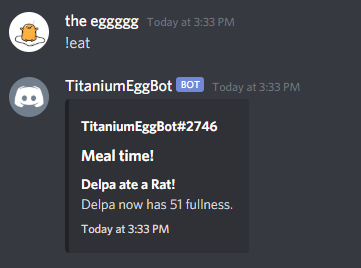 the eggggg Today at 3:33 PM
!eat
TitaniumEggBot BOT Today at 3:33 PM
TitaniumEggBot#2746
Meal time!
Delpa ate a Rat!
Delpa now has 51 fullness.
Today at 3:33 PM